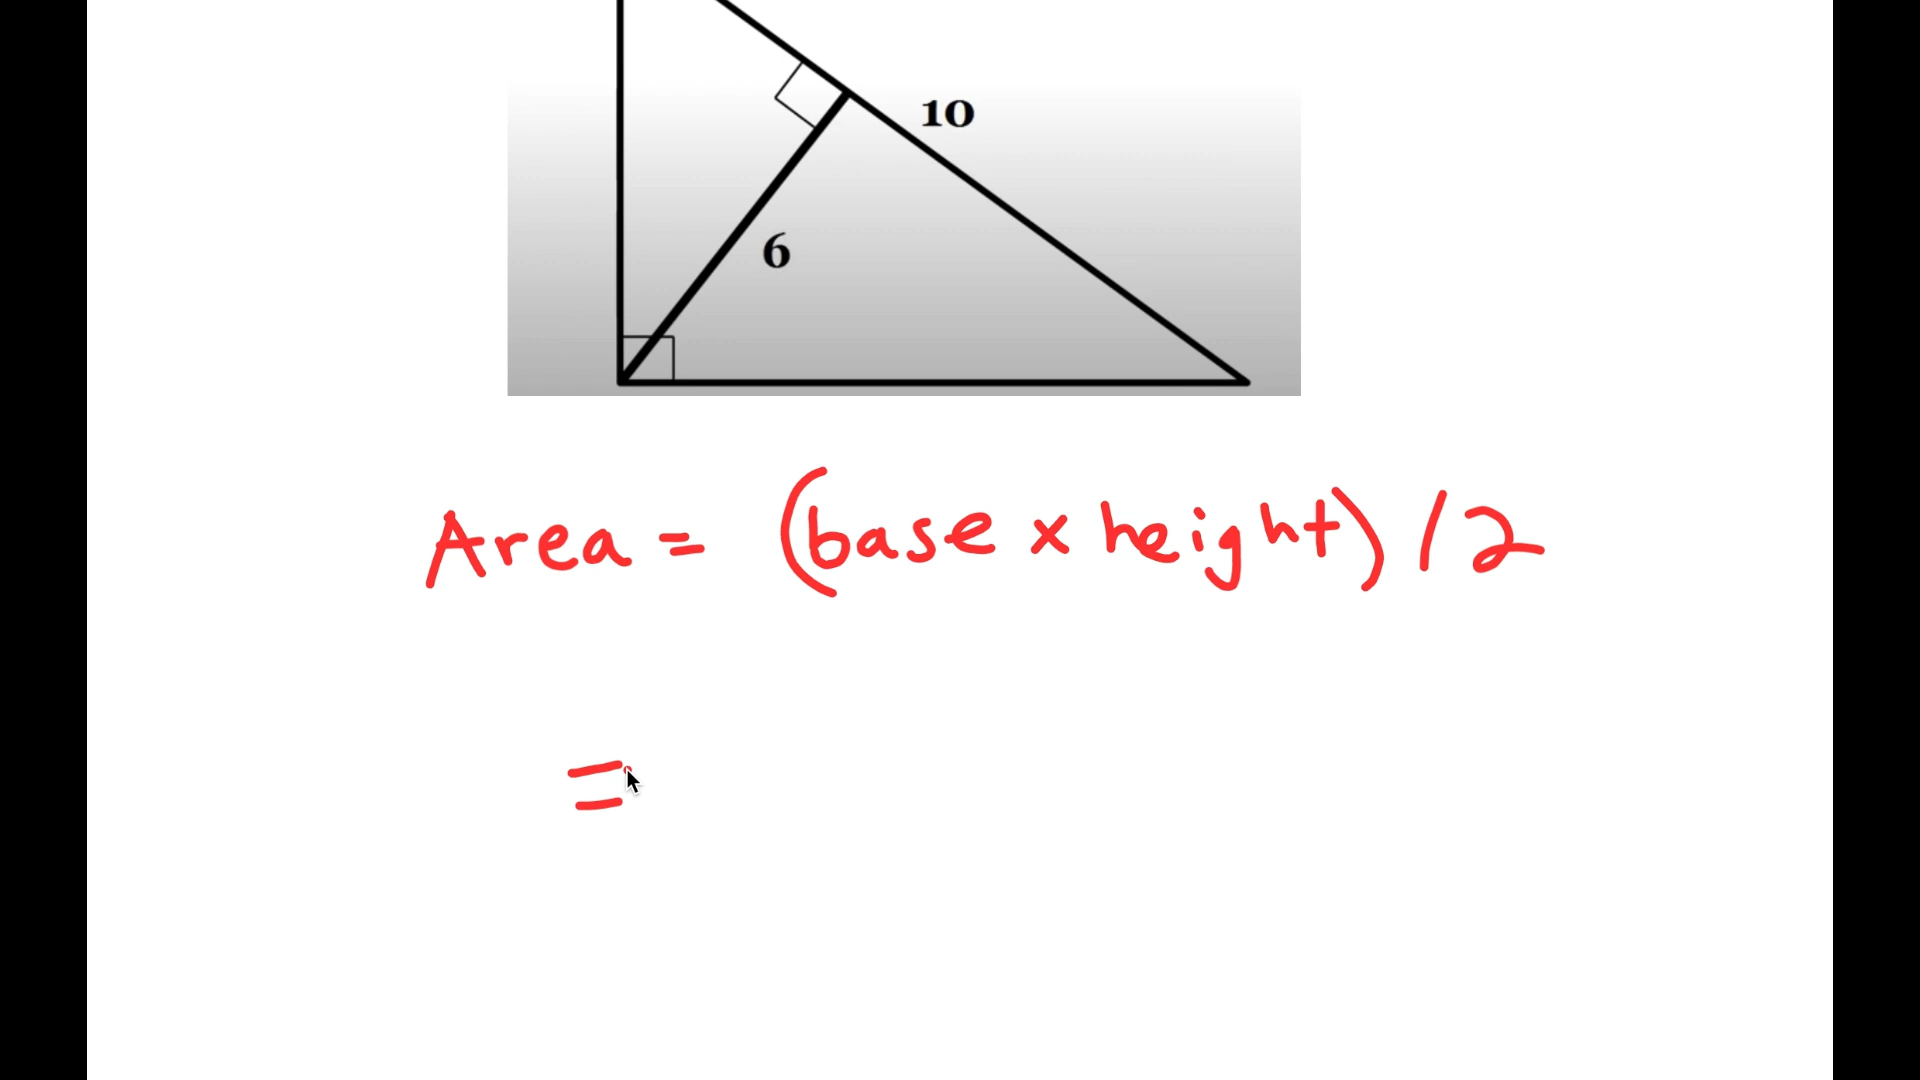 10
6
Area = (base x height) / 2
=